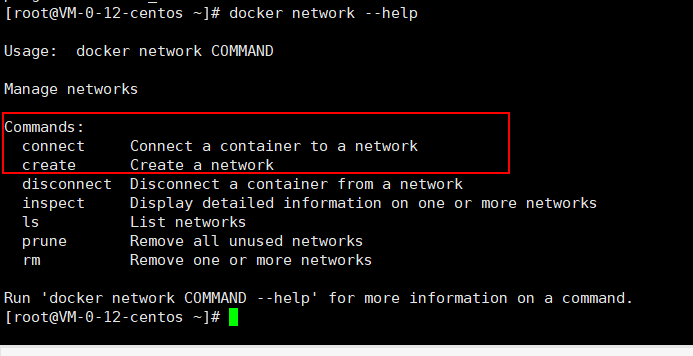 [root@VM-0-12-centos ~]# docker network --help
Usage:  docker network COMMAND
Manage networks
Commands:
  connect     Connect a container to a network
  create      Create a network
  disconnect  Disconnect a container from a network
  inspect     Display detailed information on one or more networks
  ls          List networks
  prune       Remove all unused networks
  rm          Remove one or more networks
Run 'docker network COMMAND --help' for more information on a command.
[root@VM-0-12-centos ~]#